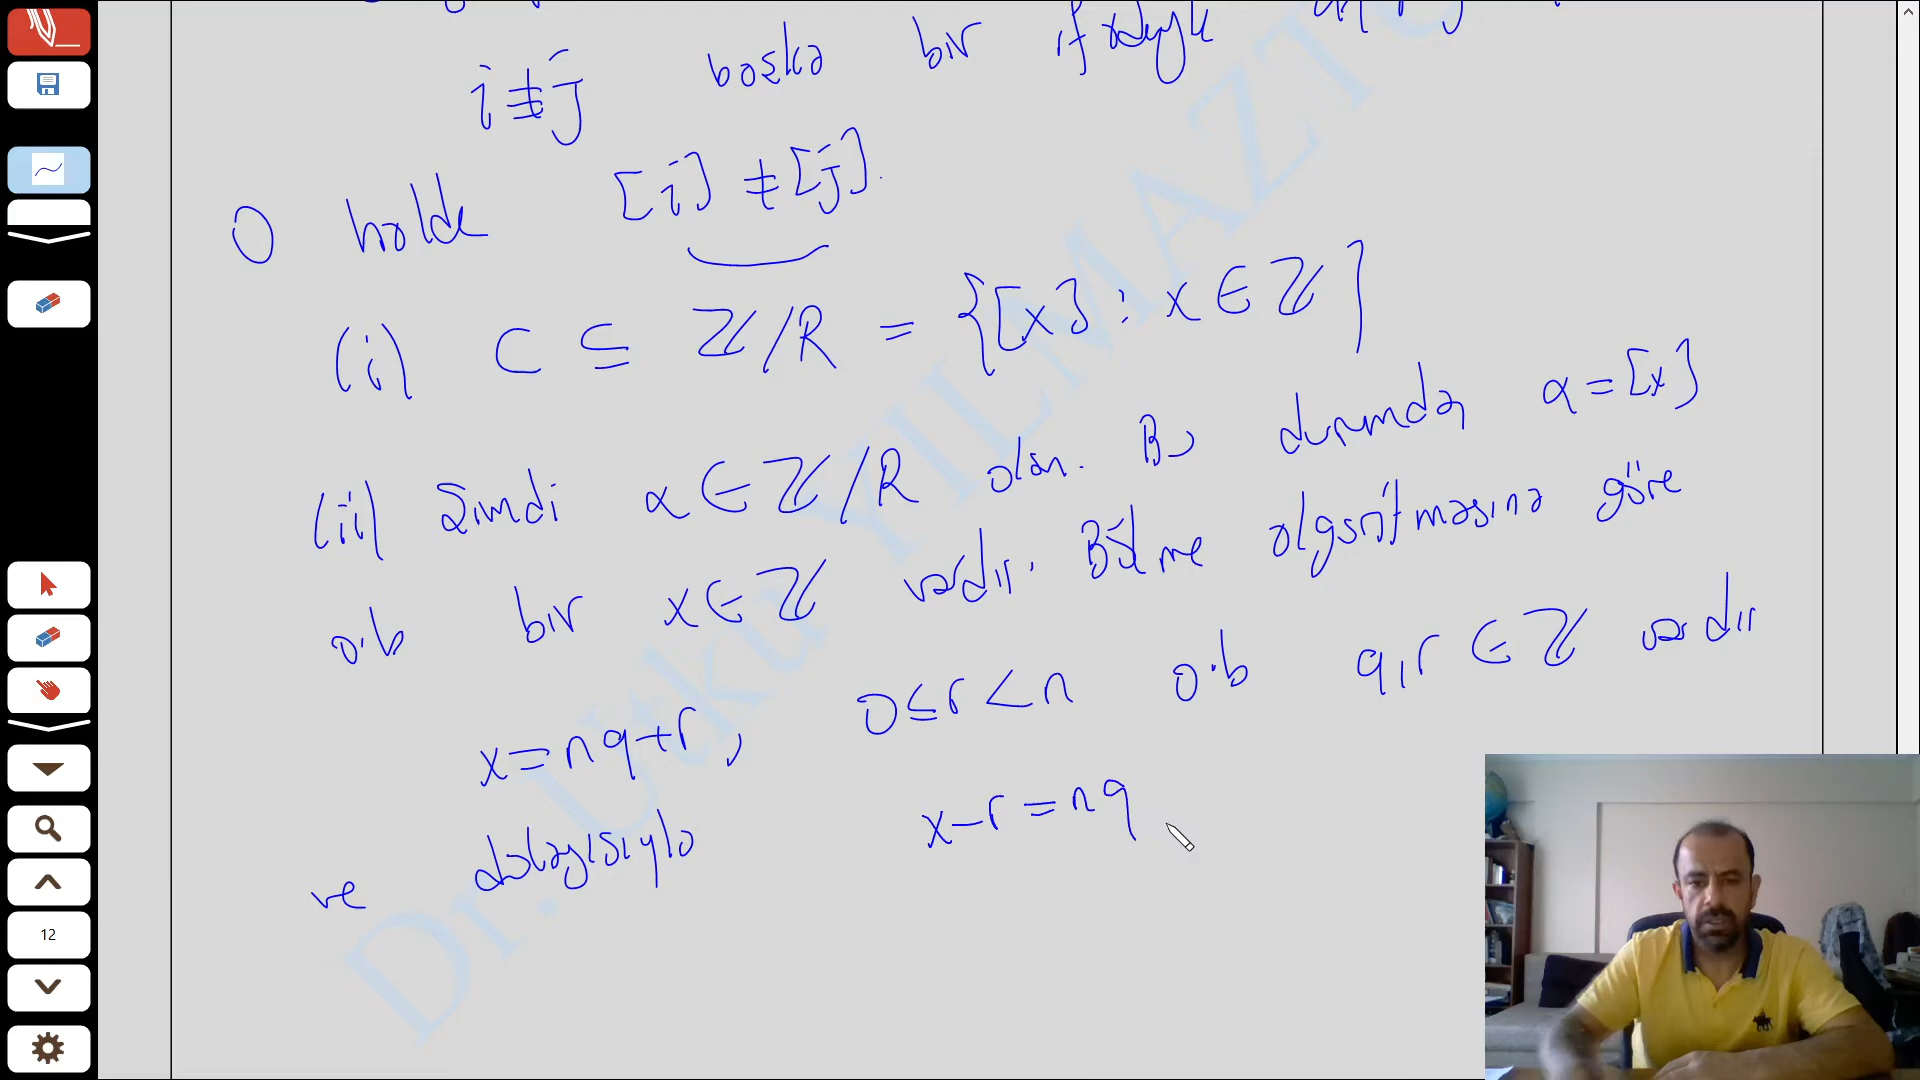 i ≢ j başka bir ifadeyle
O halde [i] ≠ [j].
(i) C ⊆ ℤ/R = {[x] : x ∈ ℤ}
(ii) Şimdi α ∈ ℤ/R olsun. Bu durumda α = [x]
o.b bir x ∈ ℤ vardır. Bölme algoritmasına göre
x = nq + r, 0 ≤ r < n o.b q, r ∈ ℤ vardır
ve dolayısıyla x − r = nq
12